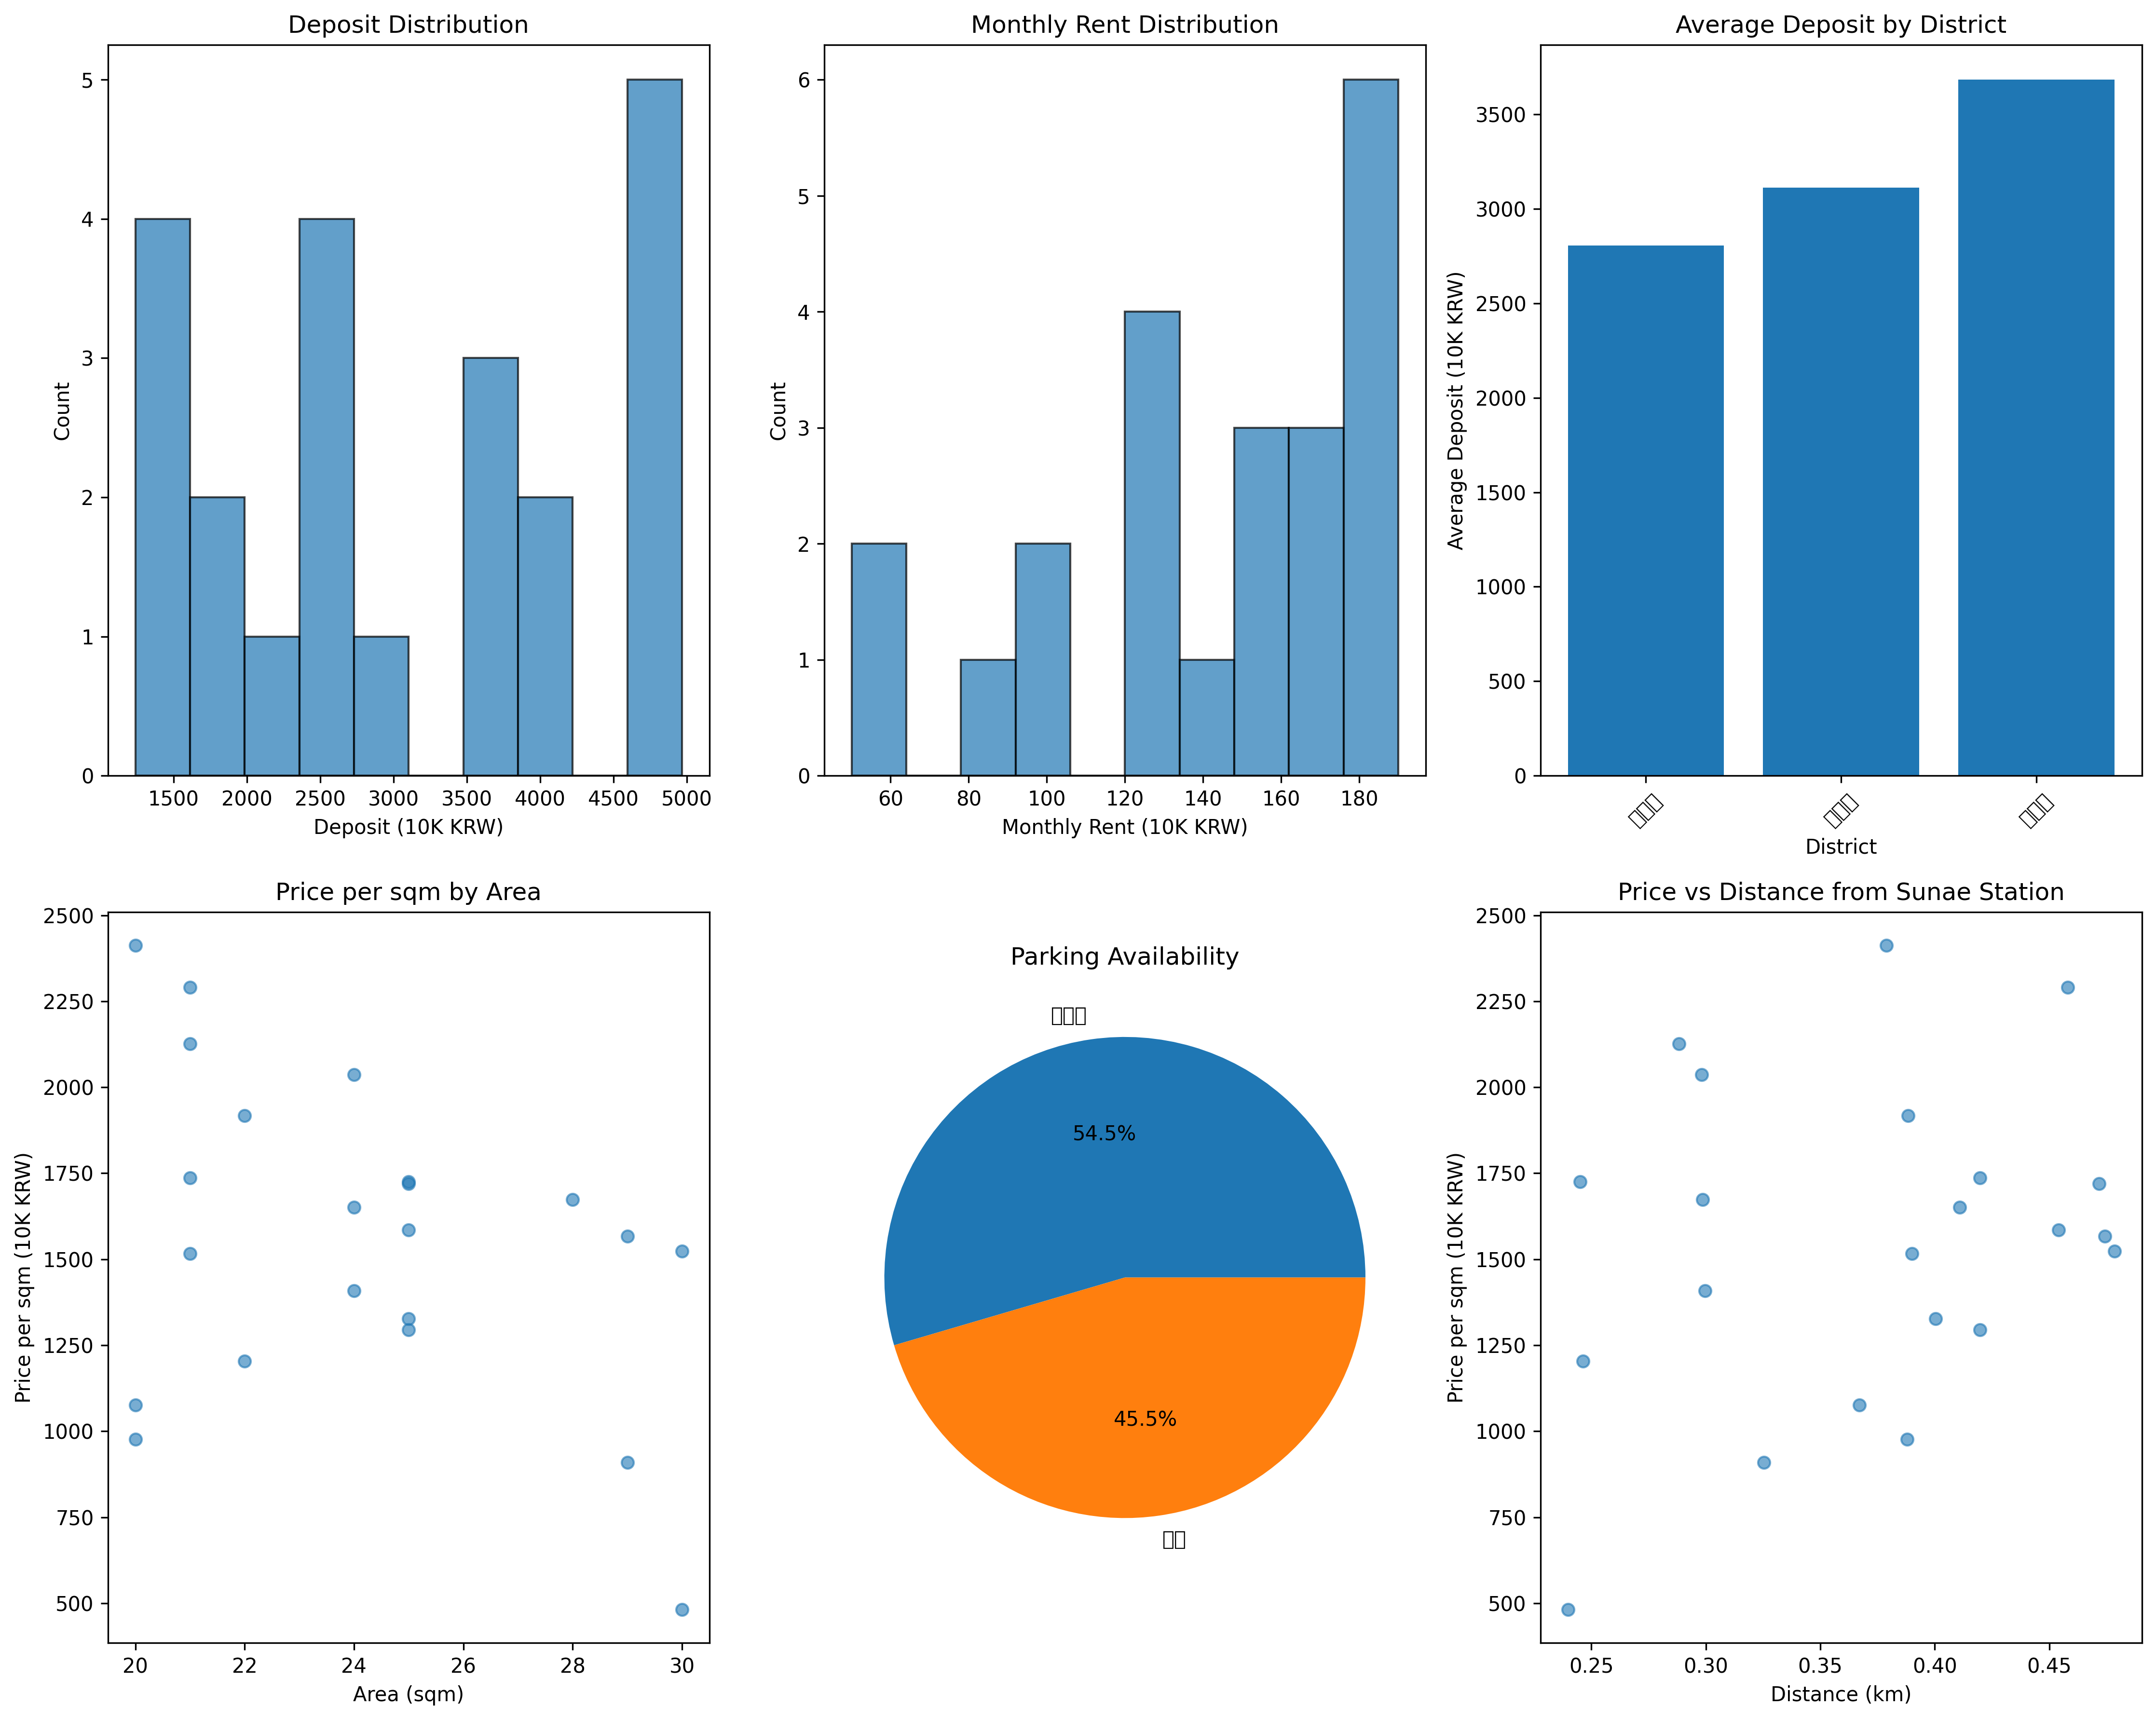 Deposit Distribution
5
4
3
2
1
0
Count
1500 2000 2500 3000 3500 4000 4500 5000
Deposit (10K KRW)
Monthly Rent Distribution
6
5
4
3
2
1
0
Count
60 80 100 120 140 160 180
Monthly Rent (10K KRW)
Average Deposit by District
3500
3000
2500
2000
1500
1000
500
0
Average Deposit (10K KRW)
District
Price per sqm by Area
2500
2250
2000
1750
1500
1250
1000
750
500
Price per sqm (10K KRW)
20 22 24 26 28 30
Area (sqm)
Parking Availability
54.5%
45.5%
Price vs Distance from Sunae Station
2500
2250
2000
1750
1500
1250
1000
750
500
Price per sqm (10K KRW)
0.25 0.30 0.35 0.40 0.45
Distance (km)